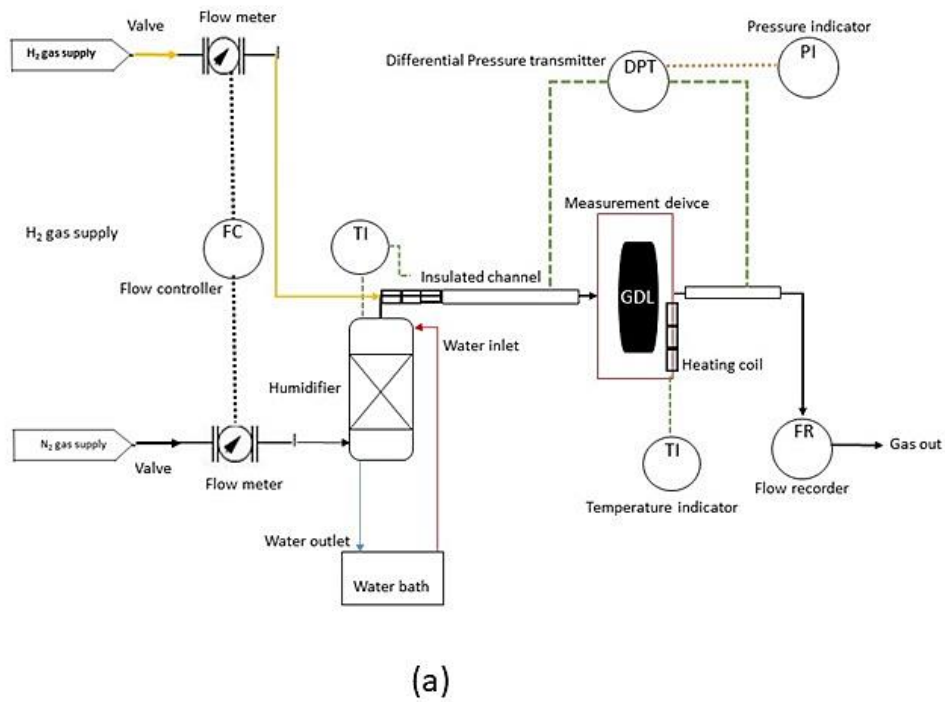 Valve
Flow meter
H₂ gas supply
Pressure indicator
PI
Differential Pressure transmitter
DPT
Measurement deivce
H₂ gas supply
FC
Flow controller
TI
Insulated channel
GDL
Water inlet
Heating coil
Humidifier
N₂ gas supply
Valve
Flow meter
TI
Temperature indicator
FR
Flow recorder
Gas out
Water outlet
Water bath
(a)